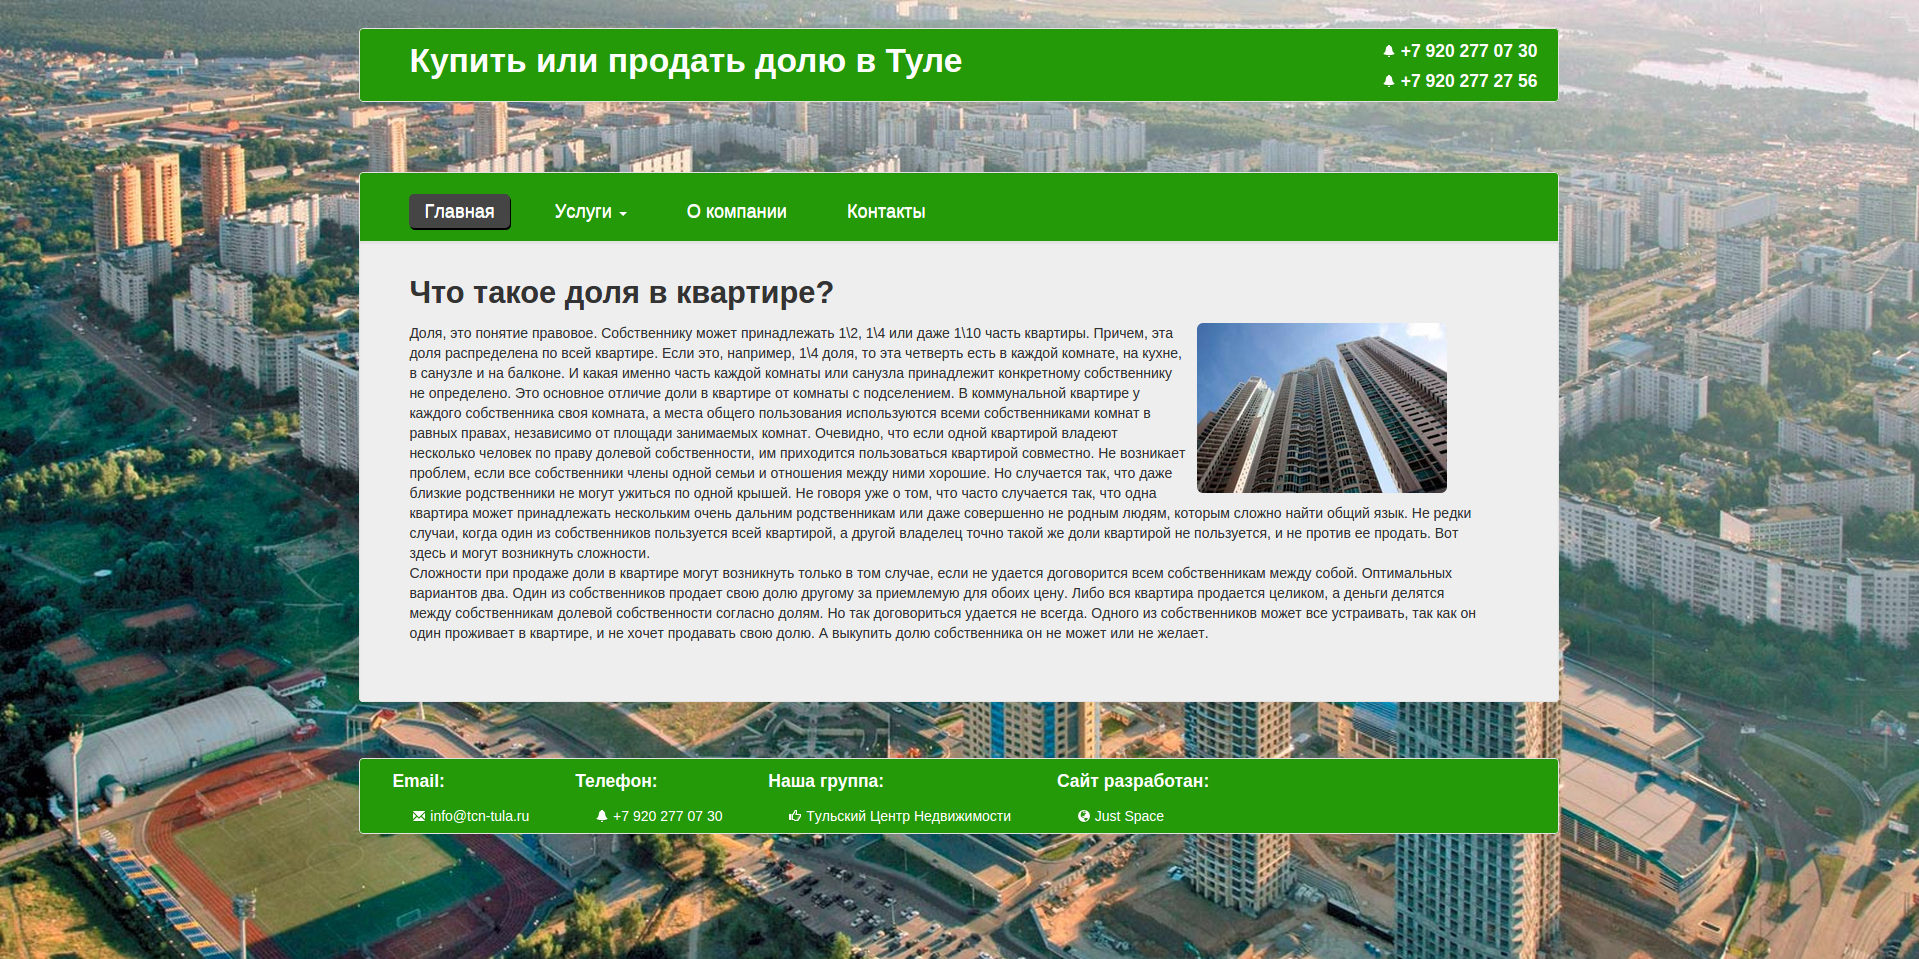 Купить или продать долю в Туле
+7 920 277 07 30
+7 920 277 27 56
Главная Услуги О компании Контакты
Что такое доля в квартире?
Доля, это понятие правовое. Собственнику может принадлежать 1\2, 1\4 или даже 1\10 часть квартиры. Причем, эта
доля распределена по всей квартире. Если это, например, 1\4 доля, то эта четверть есть в каждой комнате, на кухне,
в санузле и на балконе. И какая именно часть каждой комнаты или санузла принадлежит конкретному собственнику
не определено. Это основное отличие доли в квартире от комнаты с подселением. В коммунальной квартире у
каждого собственника своя комната, а места общего пользования используются всеми собственниками комнат в
равных правах, независимо от площади занимаемых комнат. Очевидно, что если одной квартирой владеют
несколько человек по праву долевой собственности, им приходится пользоваться квартирой совместно. Не возникает
проблем, если все собственники члены одной семьи и отношения между ними хорошие. Но случается так, что даже
близкие родственники не могут ужиться по одной крышей. Не говоря уже о том, что часто случается так, что одна
квартира может принадлежать нескольким очень дальним родственникам или даже совершенно не родным людям, которым сложно найти общий язык. Не редки
случаи, когда один из собственников пользуется всей квартирой, а другой владелец точно такой же доли квартирой не пользуется, и не против ее продать. Вот
здесь и могут возникнуть сложности.
Сложности при продаже доли в квартире могут возникнуть только в том случае, если не удается договорится всем собственникам между собой. Оптимальных
вариантов два. Один из собственников продает свою долю другому за приемлемую для обоих цену. Либо вся квартира продается целиком, а деньги делятся
между собственникам долевой собственности согласно долям. Но так договориться удается не всегда. Одного из собственников может все устраивать, так как он
один проживает в квартире, и не хочет продавать свою долю. А выкупить долю собственника он не может или не желает.
Email: Телефон: Наша группа: Сайт разработан:
info@tcn-tula.ru +7 920 277 07 30 Тульский Центр Недвижимости Just Space